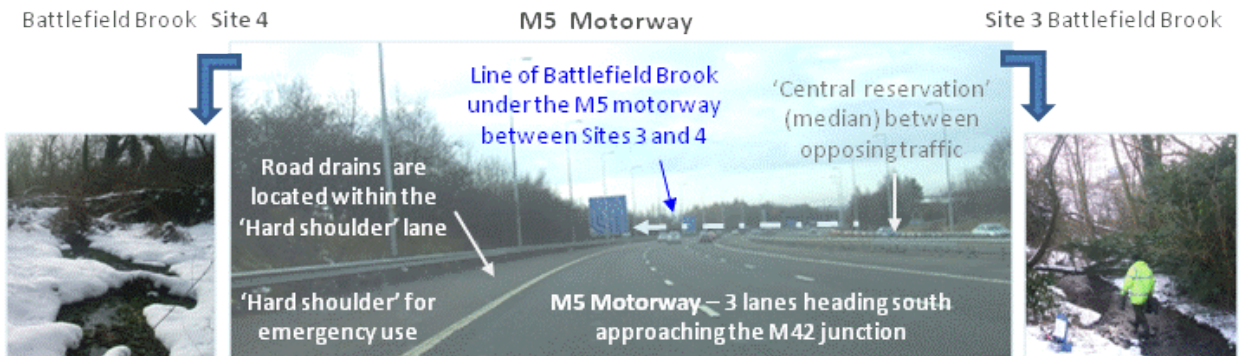 Battlefield Brook Site 4
M5 Motorway
Site 3 Battlefield Brook
Line of Battlefield Brook
under the M5 motorway
between Sites 3 and 4
'Central reservation'
(median) between
opposing traffic
Road drains are
located within the
'Hard shoulder' lane
'Hard shoulder' for
emergency use
M5 Motorway – 3 lanes heading south
approaching the M42 junction